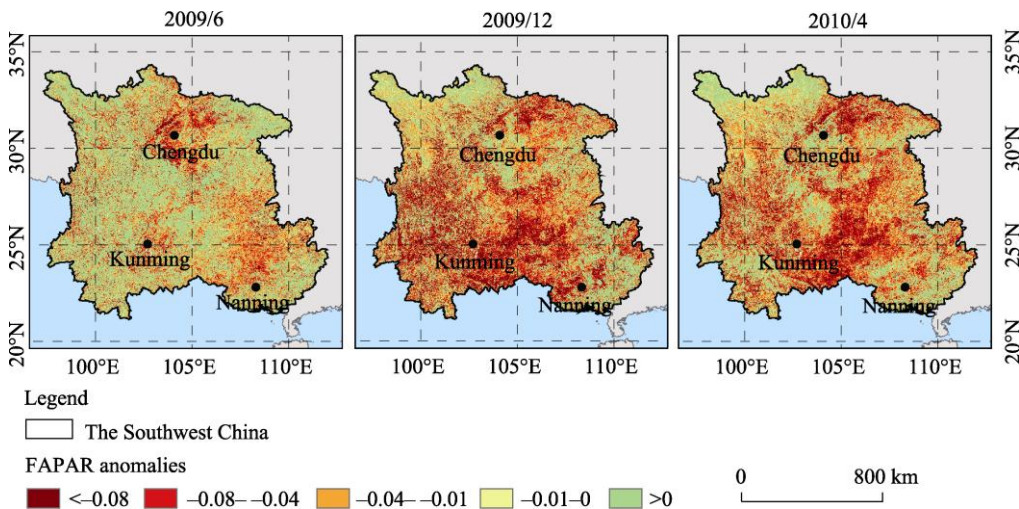 2009/6 2009/12 2010/4
35°N 35°N
30°N 30°N
25°N 25°N
20°N 20°N
Chengdu Chengdu Chengdu
Kunming Kunming Kunming
Nanning Nanning Nanning
100°E 105°E 110°E 100°E 105°E 110°E 100°E 105°E 110°E
Legend
The Southwest China
FAPAR anomalies
<–0.08 –0.08– –0.04 –0.04– –0.01 –0.01–0 >0
0 800 km